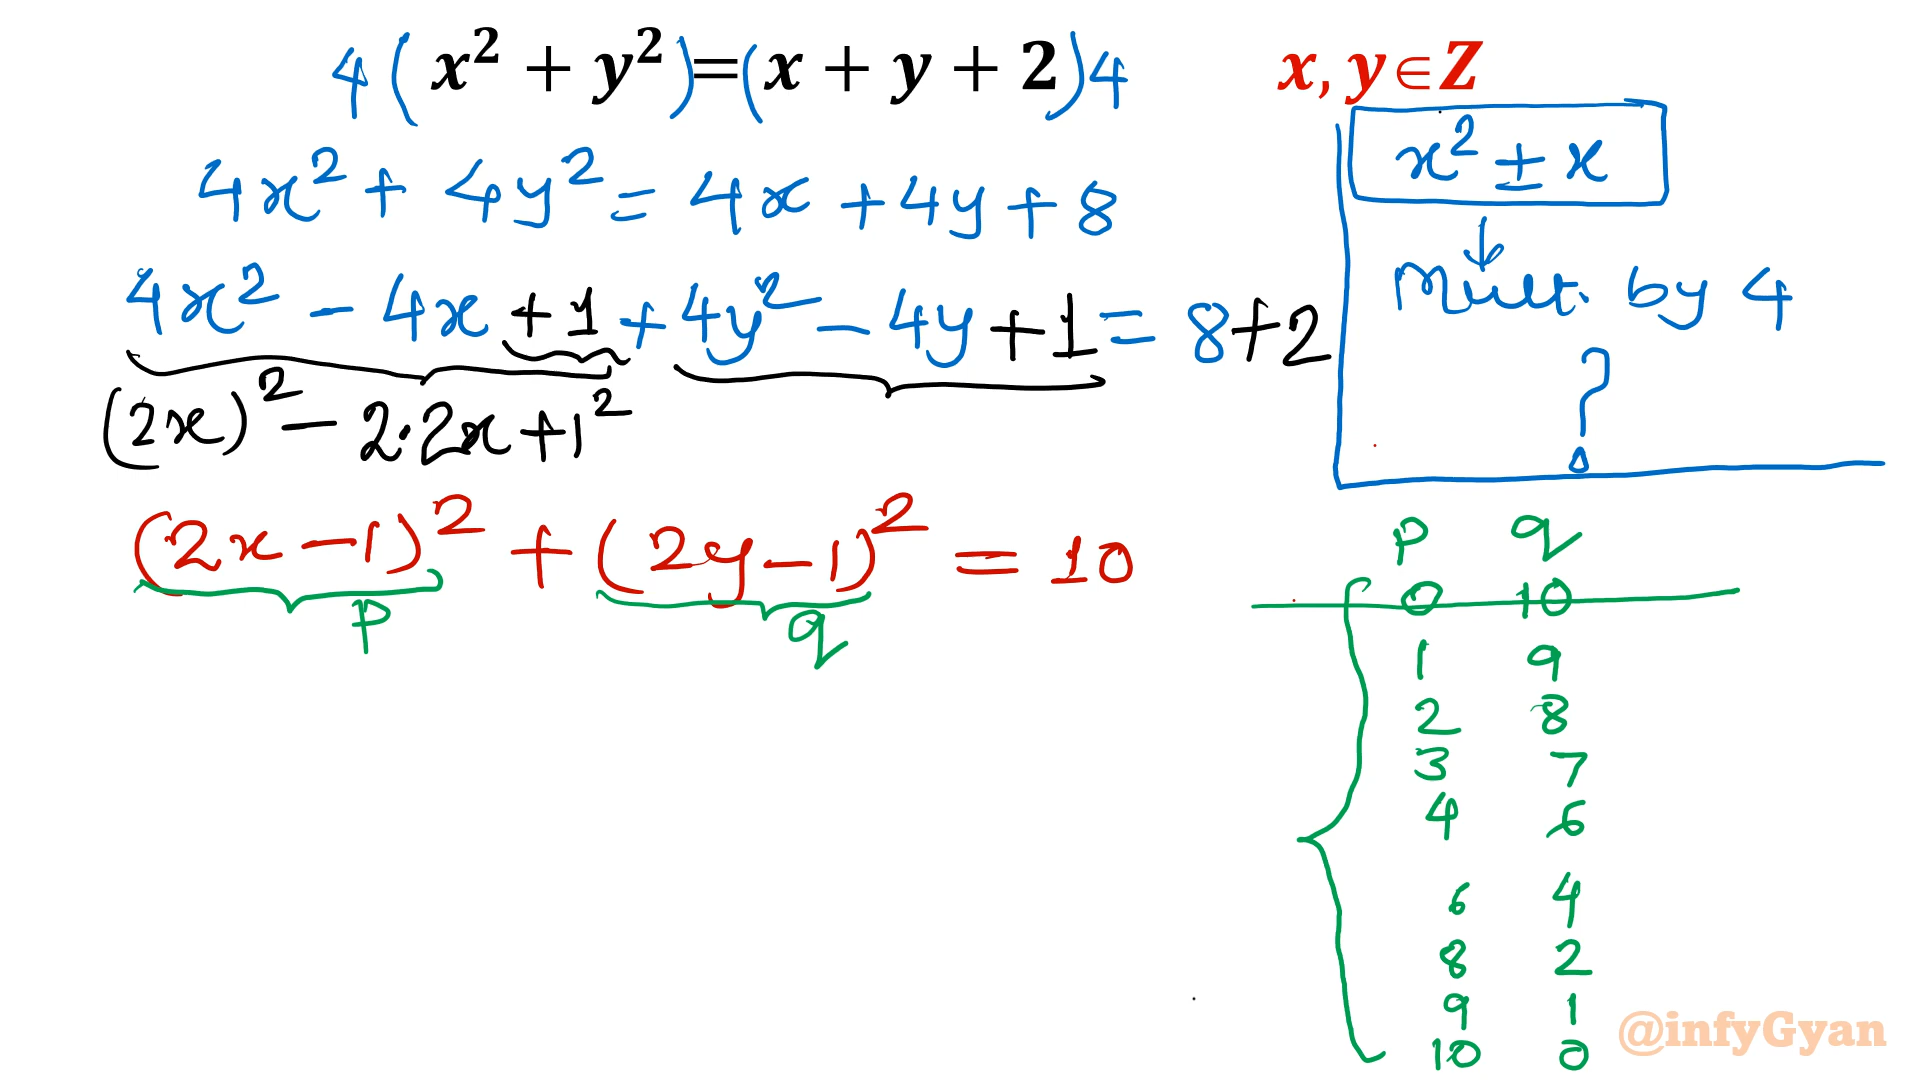 4(x² + y²)=(x + y + 2)4
x, y∈Z
x² ± x
4x² + 4y² = 4x + 4y + 8
Mult. by 4
?
4x² - 4x + 1 + 4y² - 4y + 1 = 8+2
(2x)² - 2·2x + 1²
(2x - 1)² + (2y - 1)² = 10
p q
p q
0 10
1 9
2 8
3 7
4 6
6 4
8 2
9 1
10 0
@infyGyan